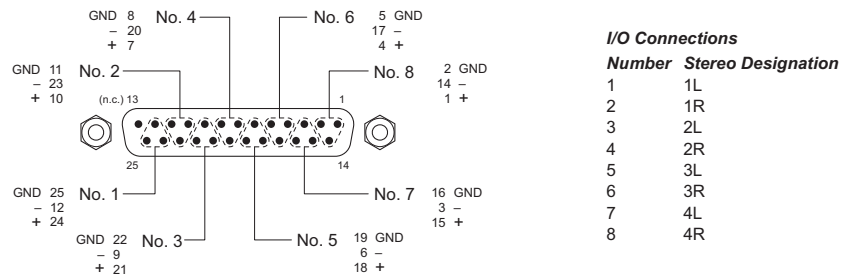 GND 8
– 20
+ 7
No. 4
No. 6
5 GND
17 –
4 +
GND 11
– 23
+ 10
No. 2
No. 8
2 GND
14 –
1 +
(n.c.) 13
1
25
14
GND 25
– 12
+ 24
No. 1
No. 7
16 GND
3 –
15 +
GND 22
– 9
+ 21
No. 3
No. 5
19 GND
6 –
18 +
I/O Connections
Number Stereo Designation
1 1L
2 1R
3 2L
4 2R
5 3L
6 3R
7 4L
8 4R